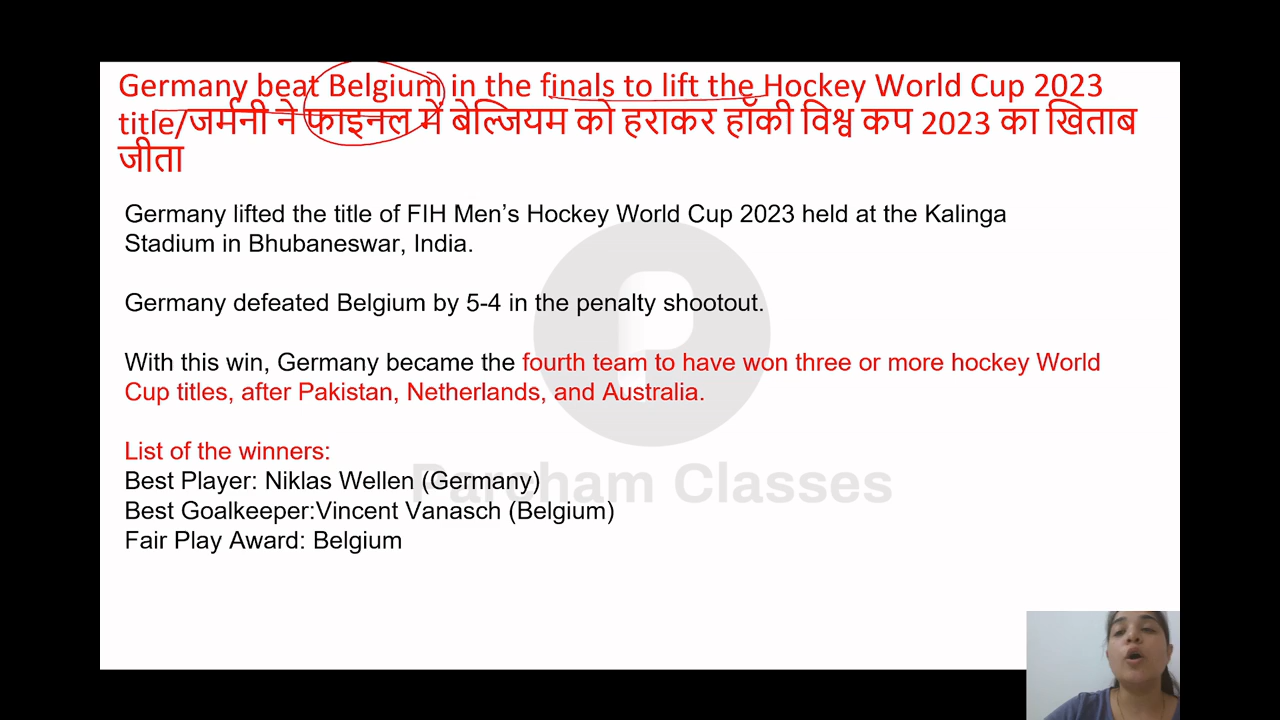 Germany beat Belgium in the finals to lift the Hockey World Cup 2023
title/जर्मनी ने फाइनल में बेल्जियम को हराकर हॉकी विश्व कप 2023 का खिताब
जीता
Germany lifted the title of FIH Men’s Hockey World Cup 2023 held at the Kalinga
Stadium in Bhubaneswar, India.
Germany defeated Belgium by 5-4 in the penalty shootout.
With this win, Germany became the fourth team to have won three or more hockey World
Cup titles, after Pakistan, Netherlands, and Australia.
List of the winners:
Best Player: Niklas Wellen (Germany)
Parcham Classes
Best Goalkeeper:Vincent Vanasch (Belgium)
Fair Play Award: Belgium